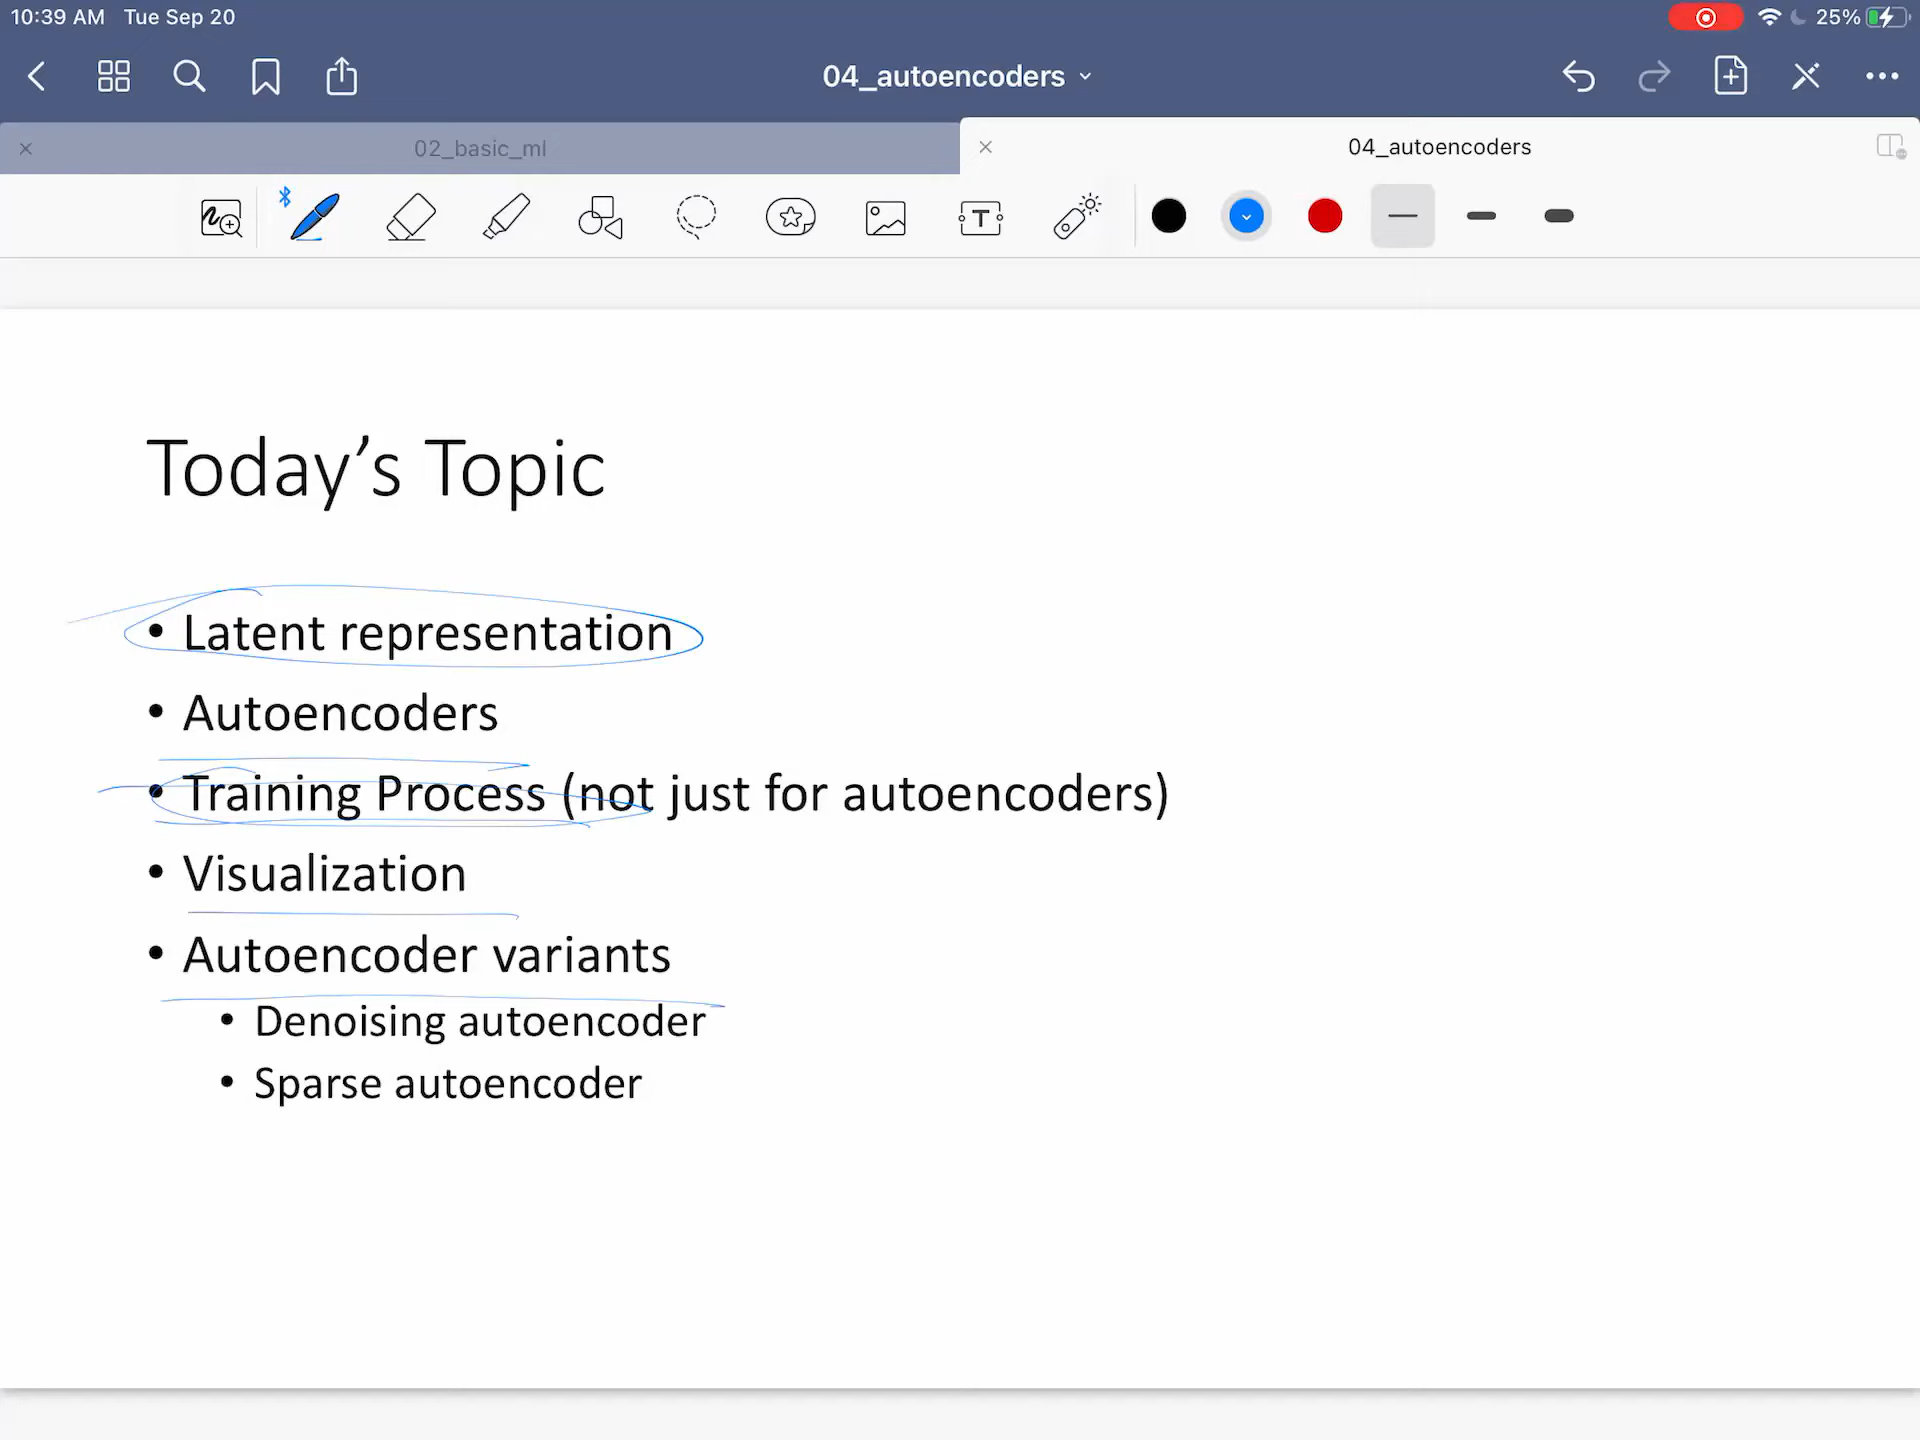 10:39 AM Tue Sep 20
25%
04_autoencoders
02_basic_ml
04_autoencoders
T
Today’s Topic
• Latent representation
• Autoencoders
• Training Process (not just for autoencoders)
• Visualization
• Autoencoder variants
• Denoising autoencoder
• Sparse autoencoder